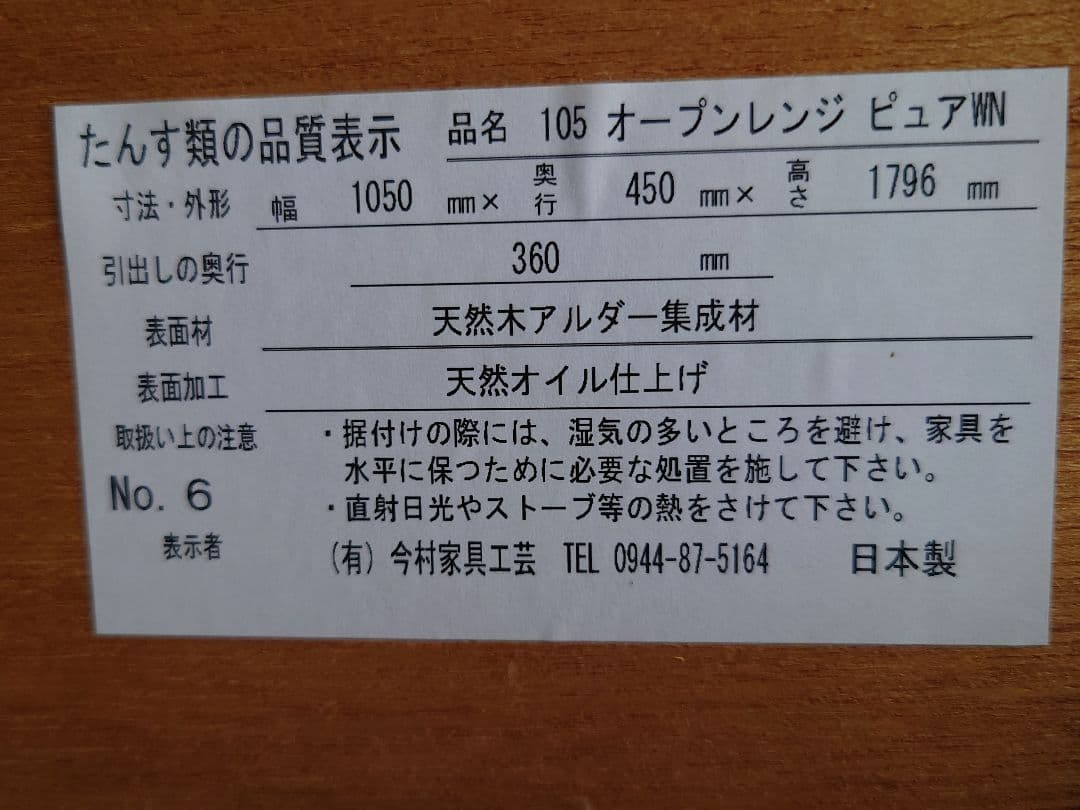 たんす類の品質表示 品名 105 オープンレンジ ピュアWN
寸法・外形 幅 1050 mm× 奥行 450 mm× 高さ 1796 mm
引出しの奥行 360 mm
表面材 天然木アルダー集成材
表面加工 天然オイル仕上げ
取扱い上の注意 ・据付けの際には、湿気の多いところを避け、家具を
水平に保つために必要な処置を施して下さい。
No. 6 ・直射日光やストーブ等の熱をさけて下さい。
表示者 (有) 今村家具工芸 TEL 0944-87-5164 日本製